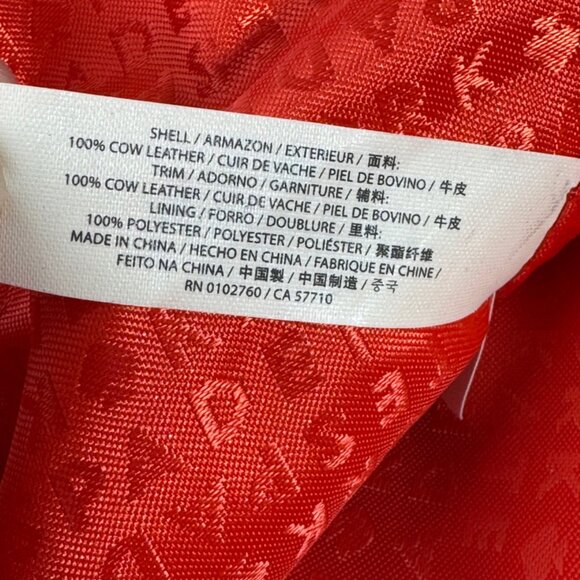 SHELL / ARMAZON / EXTERIEUR / 面料:
100% COW LEATHER / CUIR DE VACHE / PIEL DE BOVINO / 牛皮
TRIM / ADORNO / GARNITURE / 辅料:
100% COW LEATHER / CUIR DE VACHE / PIEL DE BOVINO / 牛皮
LINING / FORRO / DOUBLURE / 里料:
100% POLYESTER / POLYESTER / POLIÉSTER / 聚酯纤维
MADE IN CHINA / HECHO EN CHINA / FABRIQUE EN CHINE /
FEITO NA CHINA / 中国製 / 中国制造 / 중국
RN 0102760 / CA 57710